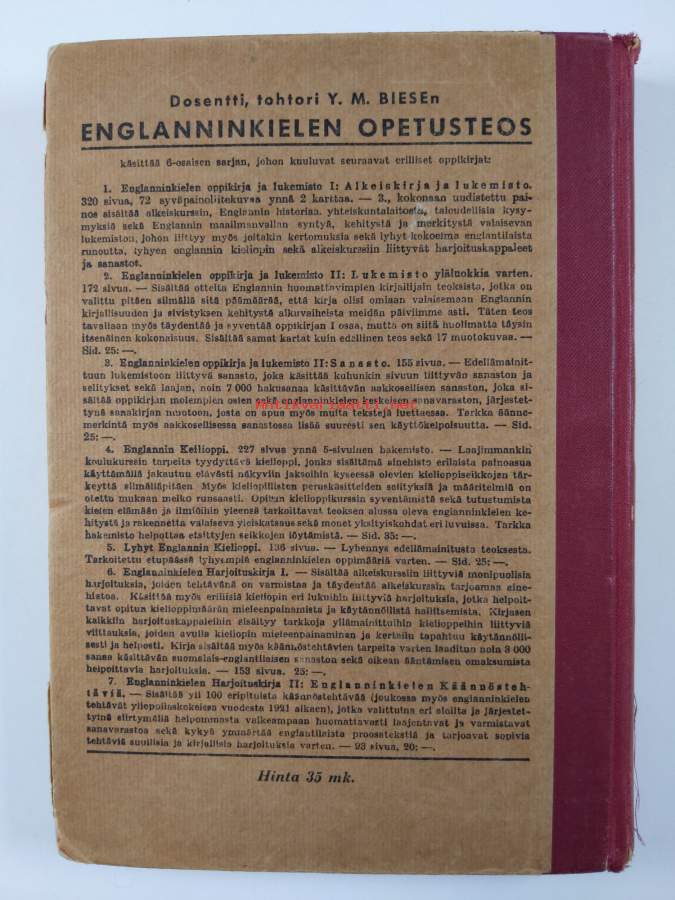 Dosentti, tohtori Y. M. BIESEn
ENGLANNINKIELEN OPETUSTEOS
käsittää 6-osaisen sarjan, johon kuuluvat seuraavat erilliset oppikirjat:
1. Englanninkielen oppikirja ja lukemisto I: Alkeiskirja ja lukemisto.
320 sivua, 72 syväpainoliitekuvaa ynnä 2 karttaa. — 3., kokonaan uudistettu pai-
nos sisältää alkeiskurssin, Englannin historiaa, yhteiskuntalaitosta, taloudellisia kysy-
myksiä sekä Englannin maailmanvallan syntyä, kehitystä ja merkitystä valaisevan
lukemiston, johon liittyy myös joitakin kertomuksia sekä lyhyt kokoelma englantilaista
runoutta, lyhyen englannin kieliopin sekä alkeiskurssiin liittyvät harjoituskappaleet
ja sanastot.
2. Englanninkielen oppikirja ja lukemisto II: Lukemisto yläluokkia varten.
172 sivua. — Sisältää otteita Englannin huomattavimpien kirjailijain teoksista, jotka on
valittu pitäen silmällä sitä päämäärää, että kirja olisi omiaan valaisemaan Englannin
kirjallisuuden ja sivistyksen kehitystä alkuvaiheista meidän päiviimme asti. Täten teos
tavallaan myös täydentää ja syventää oppikirjan I osaa, mutta on siitä huolimatta täysin
itsenäinen kokonaisuus. Sisältää samat kartat kuin edellinen teos sekä 17 muotokuvaa. —
Sid. 25: —.
3. Englanninkielen oppikirja ja lukemisto II: Sanasto. 155 sivua. — Edellämainit-
tuun lukemistoon liittyvä sanasto, joka käsittää kuhunkin sivuun liittyvän sanaston ja
selitykset sekä laajan, noin 7 000 hakusanaa käsittävän aakkosellisen sanaston, joka si-
sältää oppikirjan molempien osien sekä englanninkielen keskeisen sanavaraston, järjestet-
tynä sanakirjan muotoon, josta on apua myös muita tekstejä luettaessa. Tarkka äänne-
merkintä myös aakkosellisessa sanastossa lisää suuresti sen käyttökelpoisuutta. — Sid.
25: —.
4. Englannin Kielioppi. 227 sivua ynnä 5-sivuinen hakemisto. — Laajimmankin
koulukurssin tarpeita tyydyttävä kielioppi, jonka sisältämä ainehisto erilaista painoasua
käyttämällä jakautuu elävästi näkyviin jaksoihin kyseessä olevien kielioppiseikkojen tär-
keyttä silmälläpitäen. Myös kieliopillisten peruskäsitteiden selityksiä ja määritelmiä on
otettu mukaan melko runsaasti. Opitun kielioppikurssin syventämistä sekä tutustumista
kielen elämään ja ilmiöihin yleensä tarkoittavat teoksen alussa oleva englanninkielen ke-
hitystä ja rakennetta valaiseva yleiskatsaus sekä monet yksityiskohdat eri luvuissa. Tarkka
hakemisto helpottaa etsittyjen seikkojen löytämistä. — Sid. 35: —.
5. Lyhyt Englannin Kielioppi. 136 sivua. — Lyhennys edellämainitusta teoksesta.
Tarkoitettu etupäässä lyhyempiä englanninkielen oppimääriä varten. — Sid. 25: —.
6. Englanninkielen Harjoituskirja I. — Sisältää alkeiskurssiin liittyviä monipuolisia
harjoituksia, joiden tehtävänä on varmistaa ja täydentää alkeiskurssin tarjoamaa aine-
histoa. Käsittää myös erilisiä kieliopin eri lukuihin liittyviä harjoituksia, jotka helpoit-
tavat opitun kielioppimäärän mieleenpainamista ja käytännöllistä hallitsemista. Kirjasen
kaikkiin harjoituskappaleihin sisältyy tarkkoja yllämainittuihin kielioppeihin liittyviä
viittauksia, joiden avulla kieliopin mieleenpainaminen ja kertailu tapahtuu käytännölli-
sesti ja helposti. Kirja sisältää myös käännöstehtävien tarpeita varten laaditun noin 3 000
sanaa käsittävän suomalais-englantilaisen sanaston sekä oikean ääntämisen omaksumista
helpoittavia harjoituksia. — 153 sivua. 25: —.
7. Englanninkielen Harjoituskirja II: Englanninkielen Käännösteh-
täviä. — Sisältää yli 100 eripituista käännöstehtävää (joukossa myös englanninkielen
tehtävät ylioppilaskokeissa vuodesta 1921 alkaen), jotka valittuina eri aloilta ja järjestet-
tyinä siirtymällä helpommasta vaikeampaan huomattavasti laajentavat ja varmistavat
sanavarastoa sekä kykyä ymmärtää englantilaista proosatekstiä ja tarjoavat sopivia
tehtäviä suullisia ja kirjallisia harjoituksia varten. — 93 sivua, 20: —.
Hinta 35 mk.
antikvariaatti.net